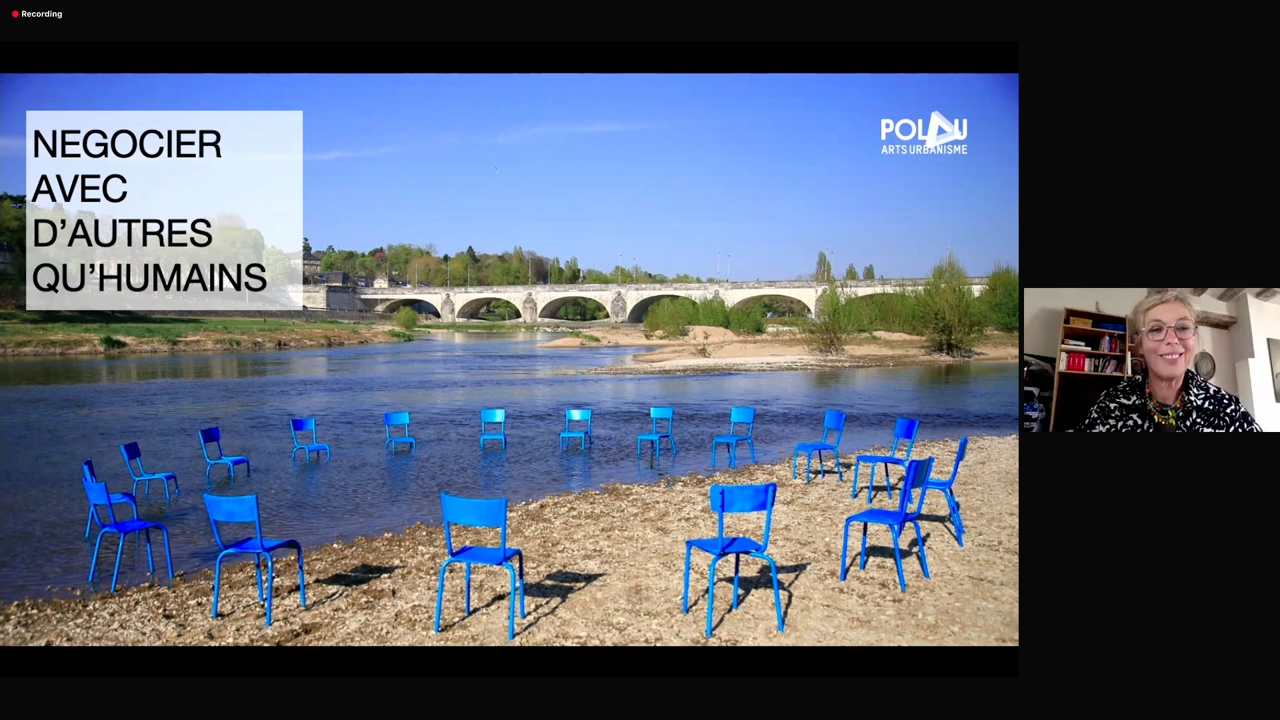 Recording
NEGOCIER
AVEC
D'AUTRES
QU'HUMAINS
POLAU
ARTS URBANISME